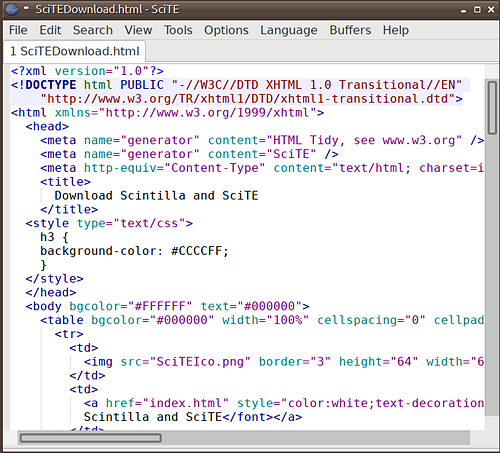 SciTEDownload.html - SciTE
File Edit Search View Tools Options Language Buffers Help
1 SciTEDownload.html
<?xml version="1.0"?>
<!DOCTYPE html PUBLIC "-//W3C//DTD XHTML 1.0 Transitional//EN"
"http://www.w3.org/TR/xhtml1/DTD/xhtml1-transitional.dtd">
<html xmlns="http://www.w3.org/1999/xhtml">
<head>
<meta name="generator" content="HTML Tidy, see www.w3.org" />
<meta name="generator" content="SciTE" />
<meta http-equiv="Content-Type" content="text/html; charset=i
<title>
Download Scintilla and SciTE
</title>
<style type="text/css">
h3 {
background-color: #CCCCFF;
}
</style>
</head>
<body bgcolor="#FFFFFF" text="#000000">
<table bgcolor="#000000" width="100%" cellspacing="0" cellpad
<tr>
<td>
<img src="SciTEIco.png" border="3" height="64" width="6
</td>
<td>
<a href="index.html" style="color:white;text-decoration
Scintilla and SciTE</font></a>
</td>